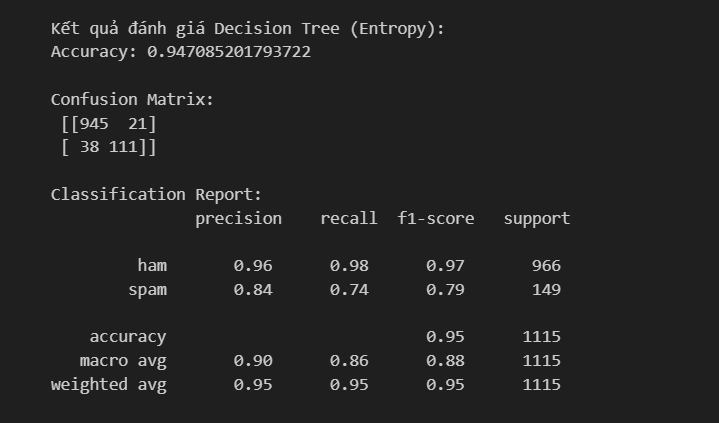 Kết quả đánh giá Decision Tree (Entropy):
Accuracy: 0.947085201793722
Confusion Matrix:
[[945  21]
[ 38 111]]
Classification Report:
precision    recall  f1-score   support
ham       0.96      0.98      0.97       966
spam       0.84      0.74      0.79       149
accuracy                           0.95      1115
macro avg       0.90      0.86      0.88      1115
weighted avg       0.95      0.95      0.95      1115